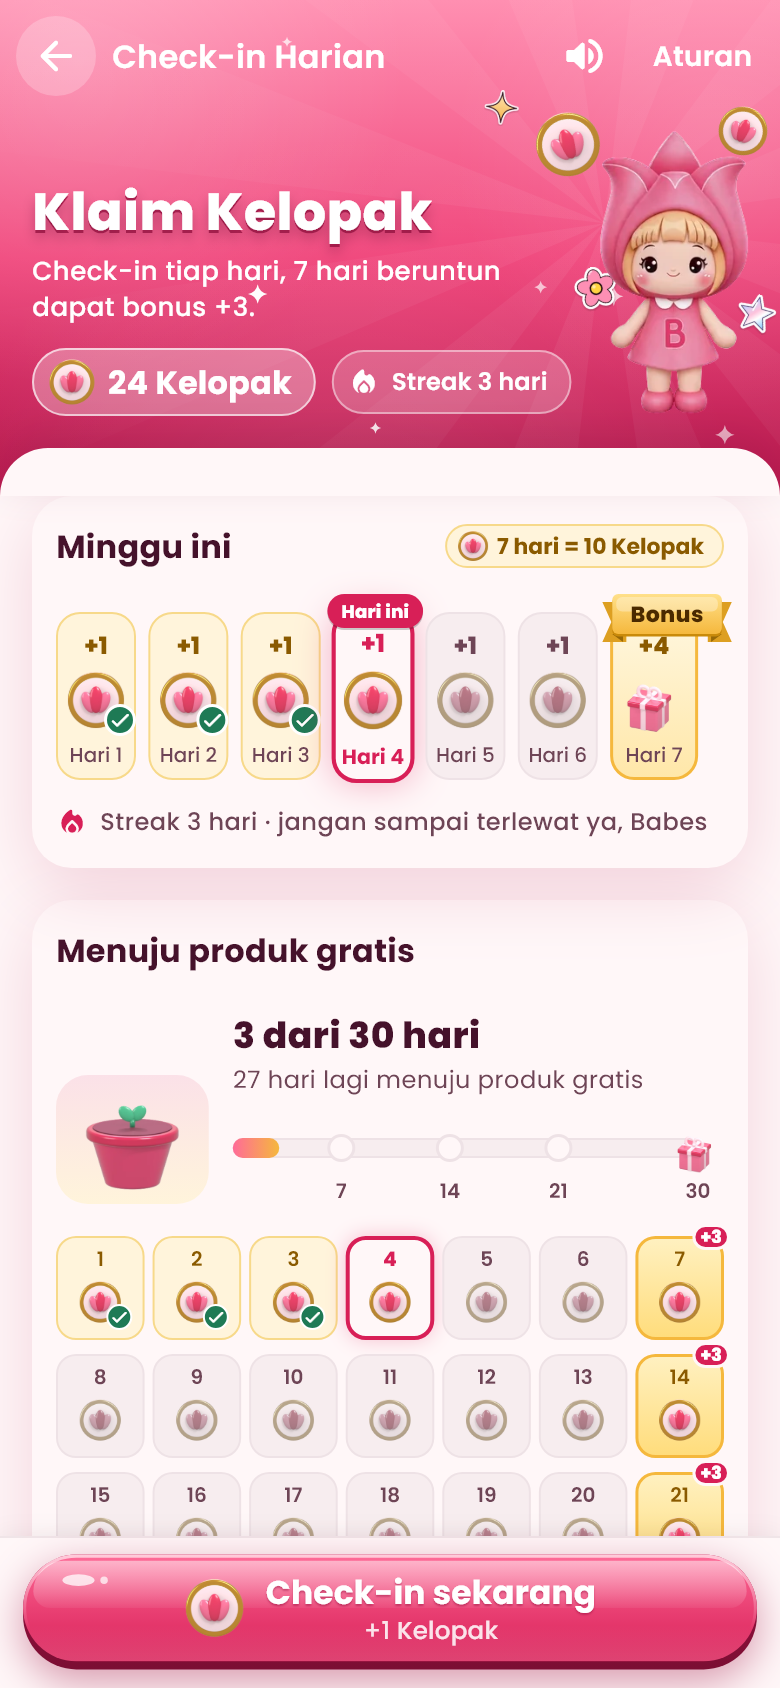 Check-in Harian
Aturan
Klaim Kelopak
Check-in tiap hari, 7 hari beruntun
dapat bonus +3.
24 Kelopak
Streak 3 hari
B
Minggu ini
7 hari = 10 Kelopak
Hari ini
Bonus
+1 +1 +1 +1 +1 +1 +4
Hari 1 Hari 2 Hari 3 Hari 4 Hari 5 Hari 6 Hari 7
Streak 3 hari · jangan sampai terlewat ya, Babes
Menuju produk gratis
3 dari 30 hari
27 hari lagi menuju produk gratis
7 14 21 30
+3
1 2 3 4 5 6 7
+3
8 9 10 11 12 13 14
+3
15 16 17 18 19 20 21
Check-in sekarang
+1 Kelopak